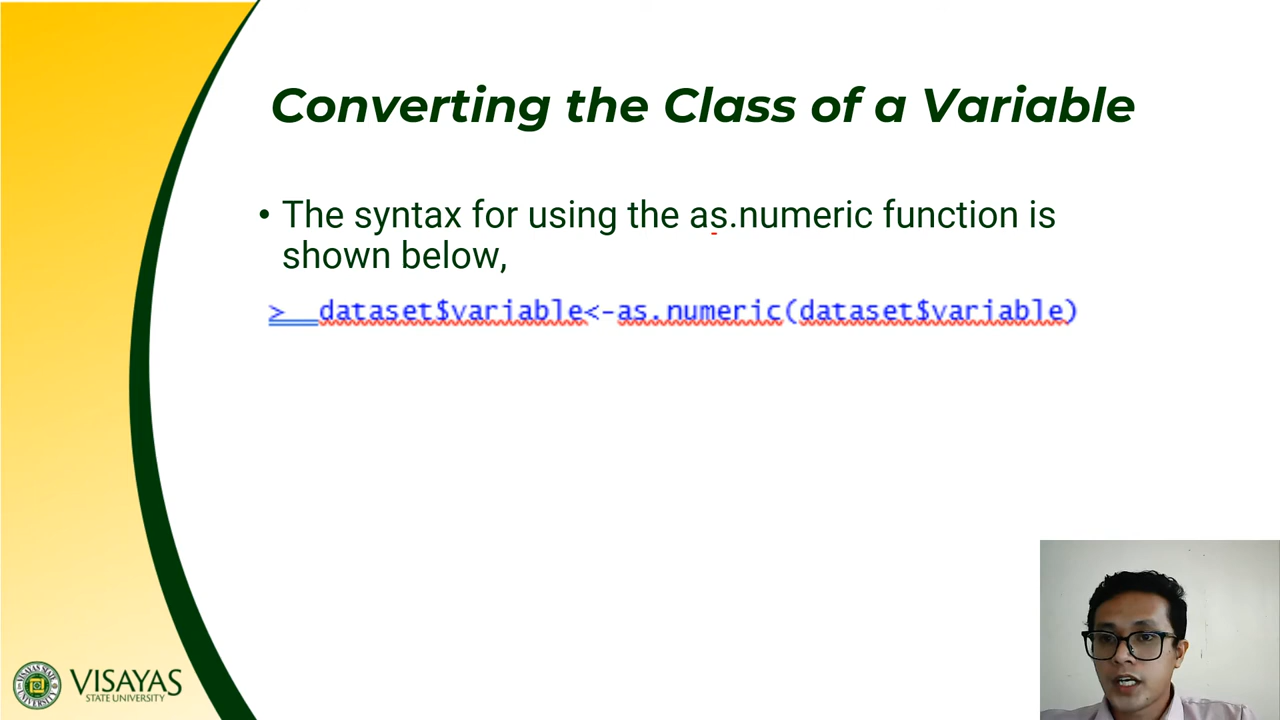 Converting the Class of a Variable
• The syntax for using the as.numeric function is
shown below,
> dataset$variable<-as.numeric(dataset$variable)
VISAYAS
STATE UNIVERSITY